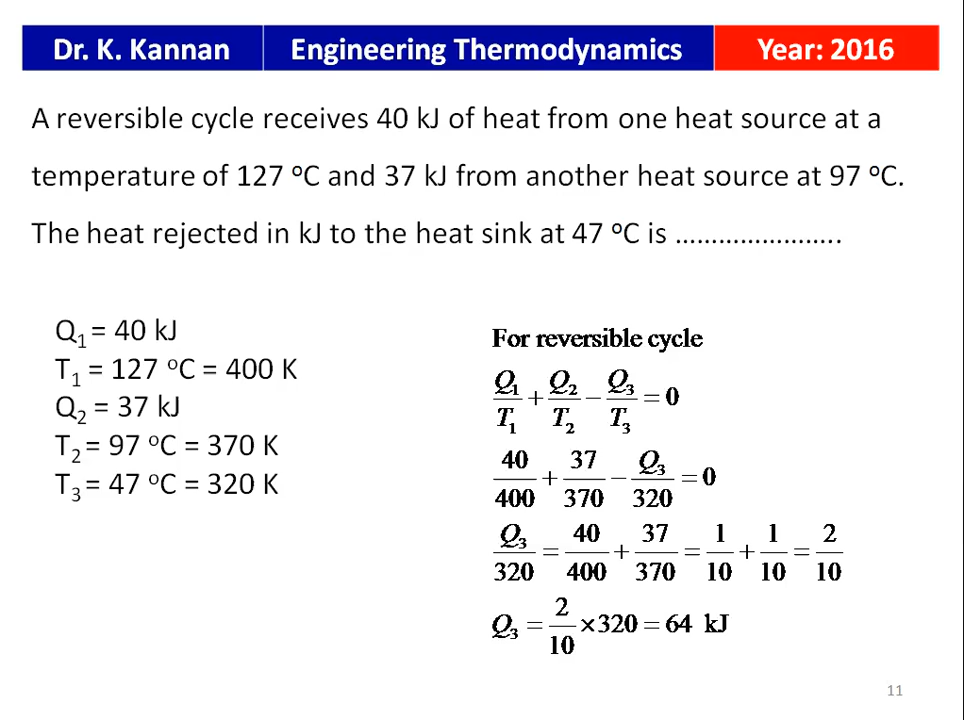 Dr. K. Kannan Engineering Thermodynamics Year: 2016
A reversible cycle receives 40 kJ of heat from one heat source at a
temperature of 127 °C and 37 kJ from another heat source at 97 °C.
The heat rejected in kJ to the heat sink at 47 °C is …………………..
Q₁ = 40 kJ
T₁ = 127 °C = 400 K
Q₂ = 37 kJ
T₂ = 97 °C = 370 K
T₃ = 47 °C = 320 K
For reversible cycle
Q₁/T₁ + Q₂/T₂ − Q₃/T₃ = 0
40/400 + 37/370 − Q₃/320 = 0
Q₃/320 = 40/400 + 37/370 = 1/10 + 1/10 = 2/10
Q₃ = 2/10 × 320 = 64 kJ
11